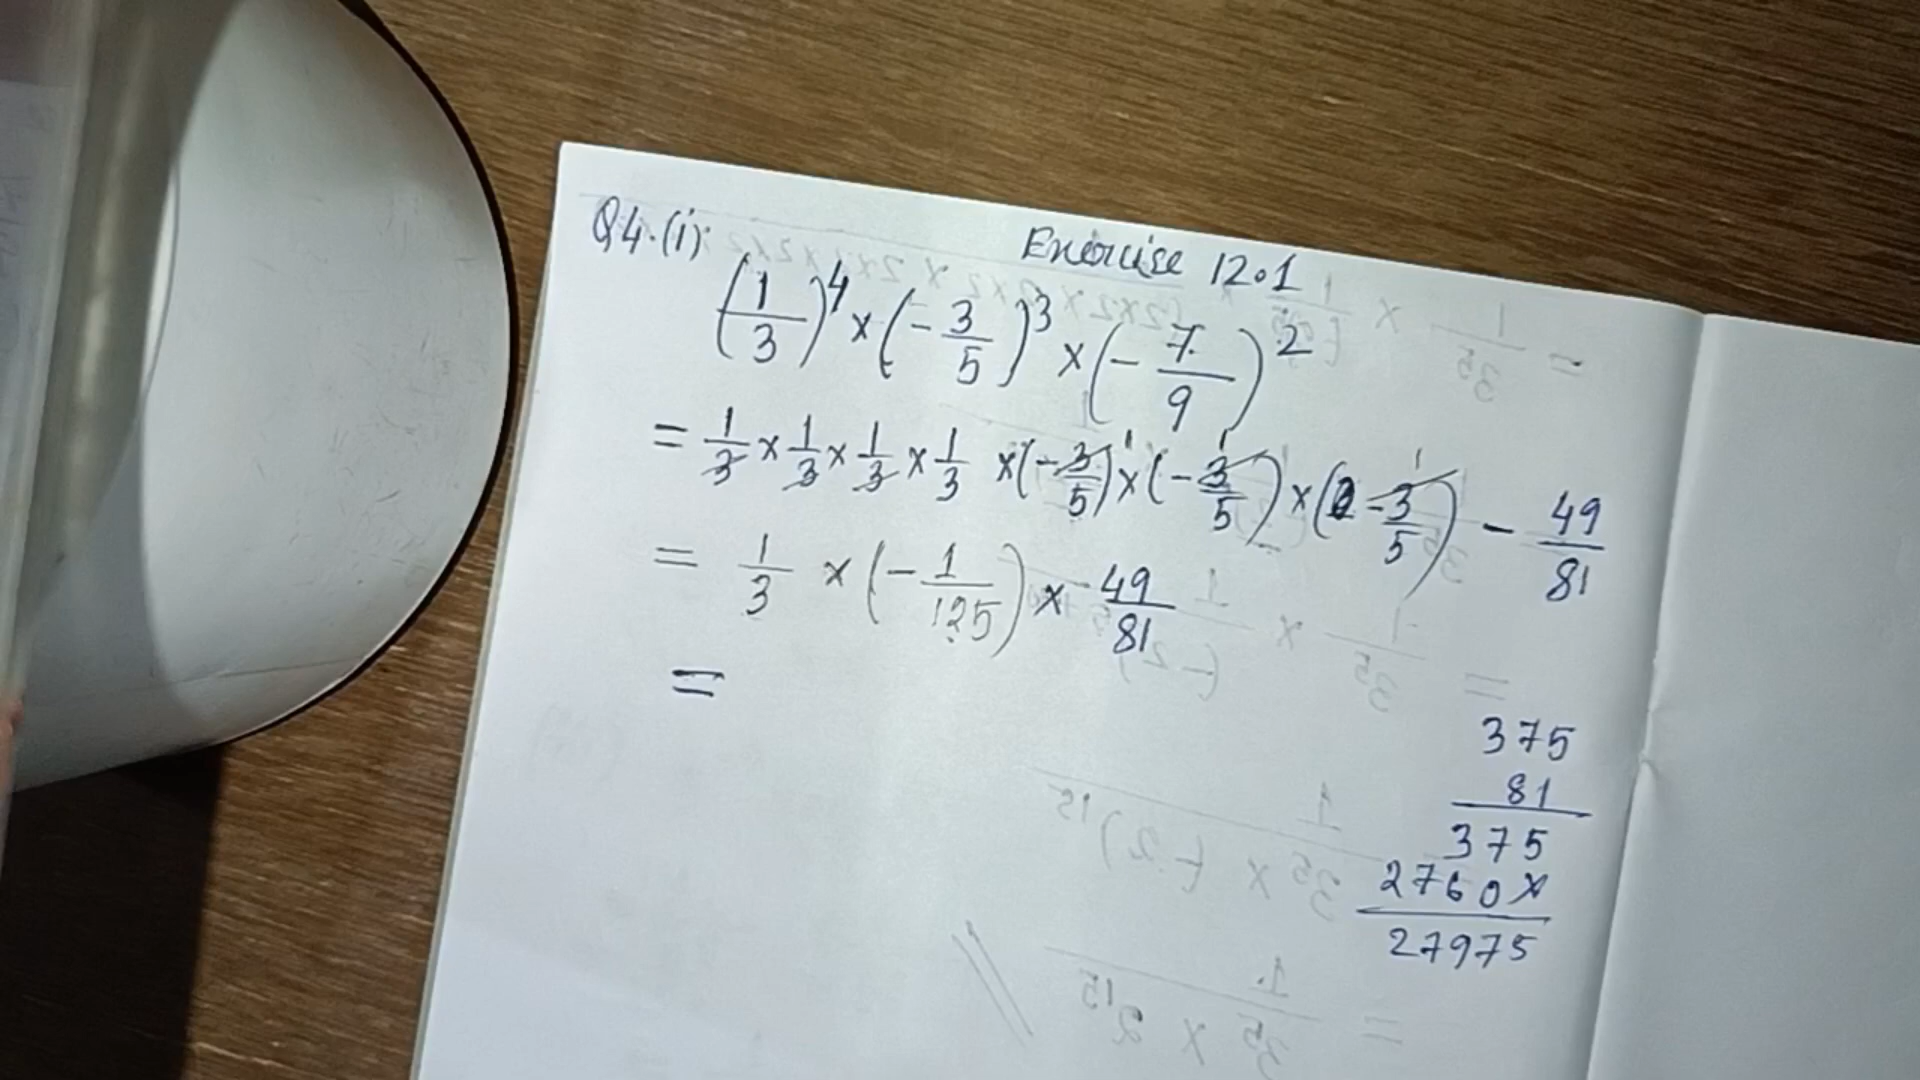 Q4.(i) Exercise 12.1
(1/3)^4 × (-3/5)^3 × (-7/9)^2
= 1/3 × 1/3 × 1/3 × 1/3 × (-3/5) × (-3/5) × (-3/5) - 49/81
= 1/3 × (-1/125) × 49/81
=
375
81
375
2760×
27975